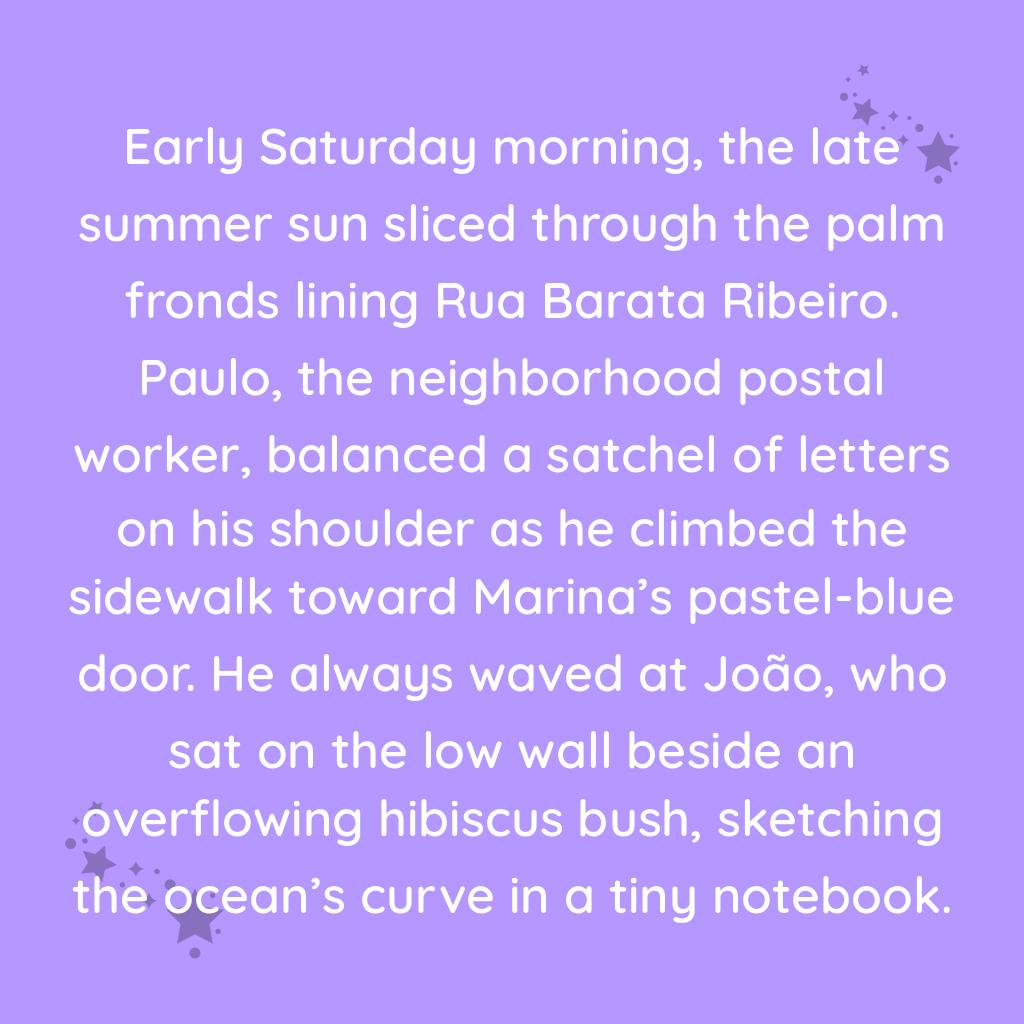 Early Saturday morning, the late
summer sun sliced through the palm
fronds lining Rua Barata Ribeiro.
Paulo, the neighborhood postal
worker, balanced a satchel of letters
on his shoulder as he climbed the
sidewalk toward Marina’s pastel-blue
door. He always waved at João, who
sat on the low wall beside an
overflowing hibiscus bush, sketching
the ocean’s curve in a tiny notebook.